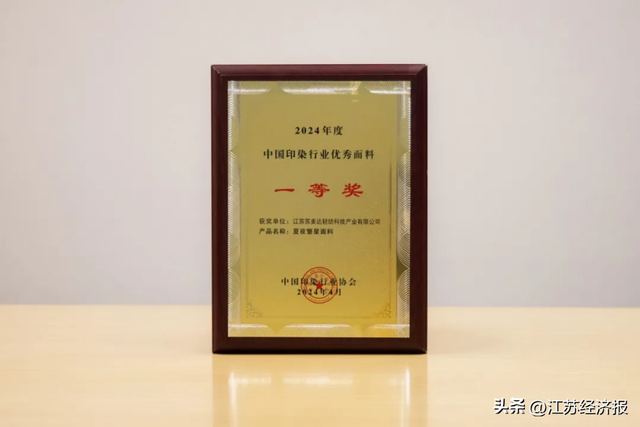 2024年度
中国印染行业优秀面料
一等奖
获奖单位：江苏苏美达轻纺科技产业有限公司
产品名称：夏夜繁星面料
中国印染行业协会
2024年4月
头条 @江苏经济报